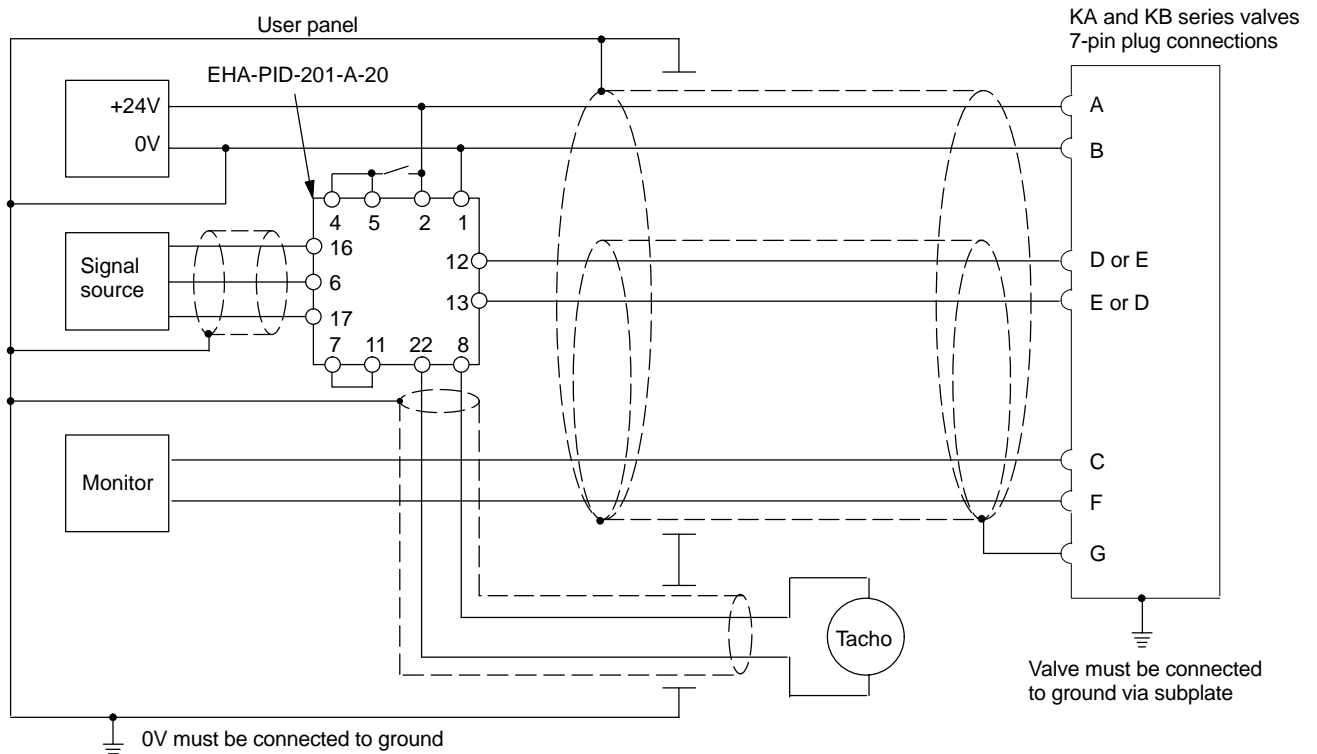 User panel
KA and KB series valves
7-pin plug connections
EHA-PID-201-A-20
+24V
0V
A
B
4 5 2 1
Signal
source
16
6
17
12
13
D or E
E or D
7 11 22 8
Monitor
C
F
G
Tacho
Valve must be connected
to ground via subplate
0V must be connected to ground